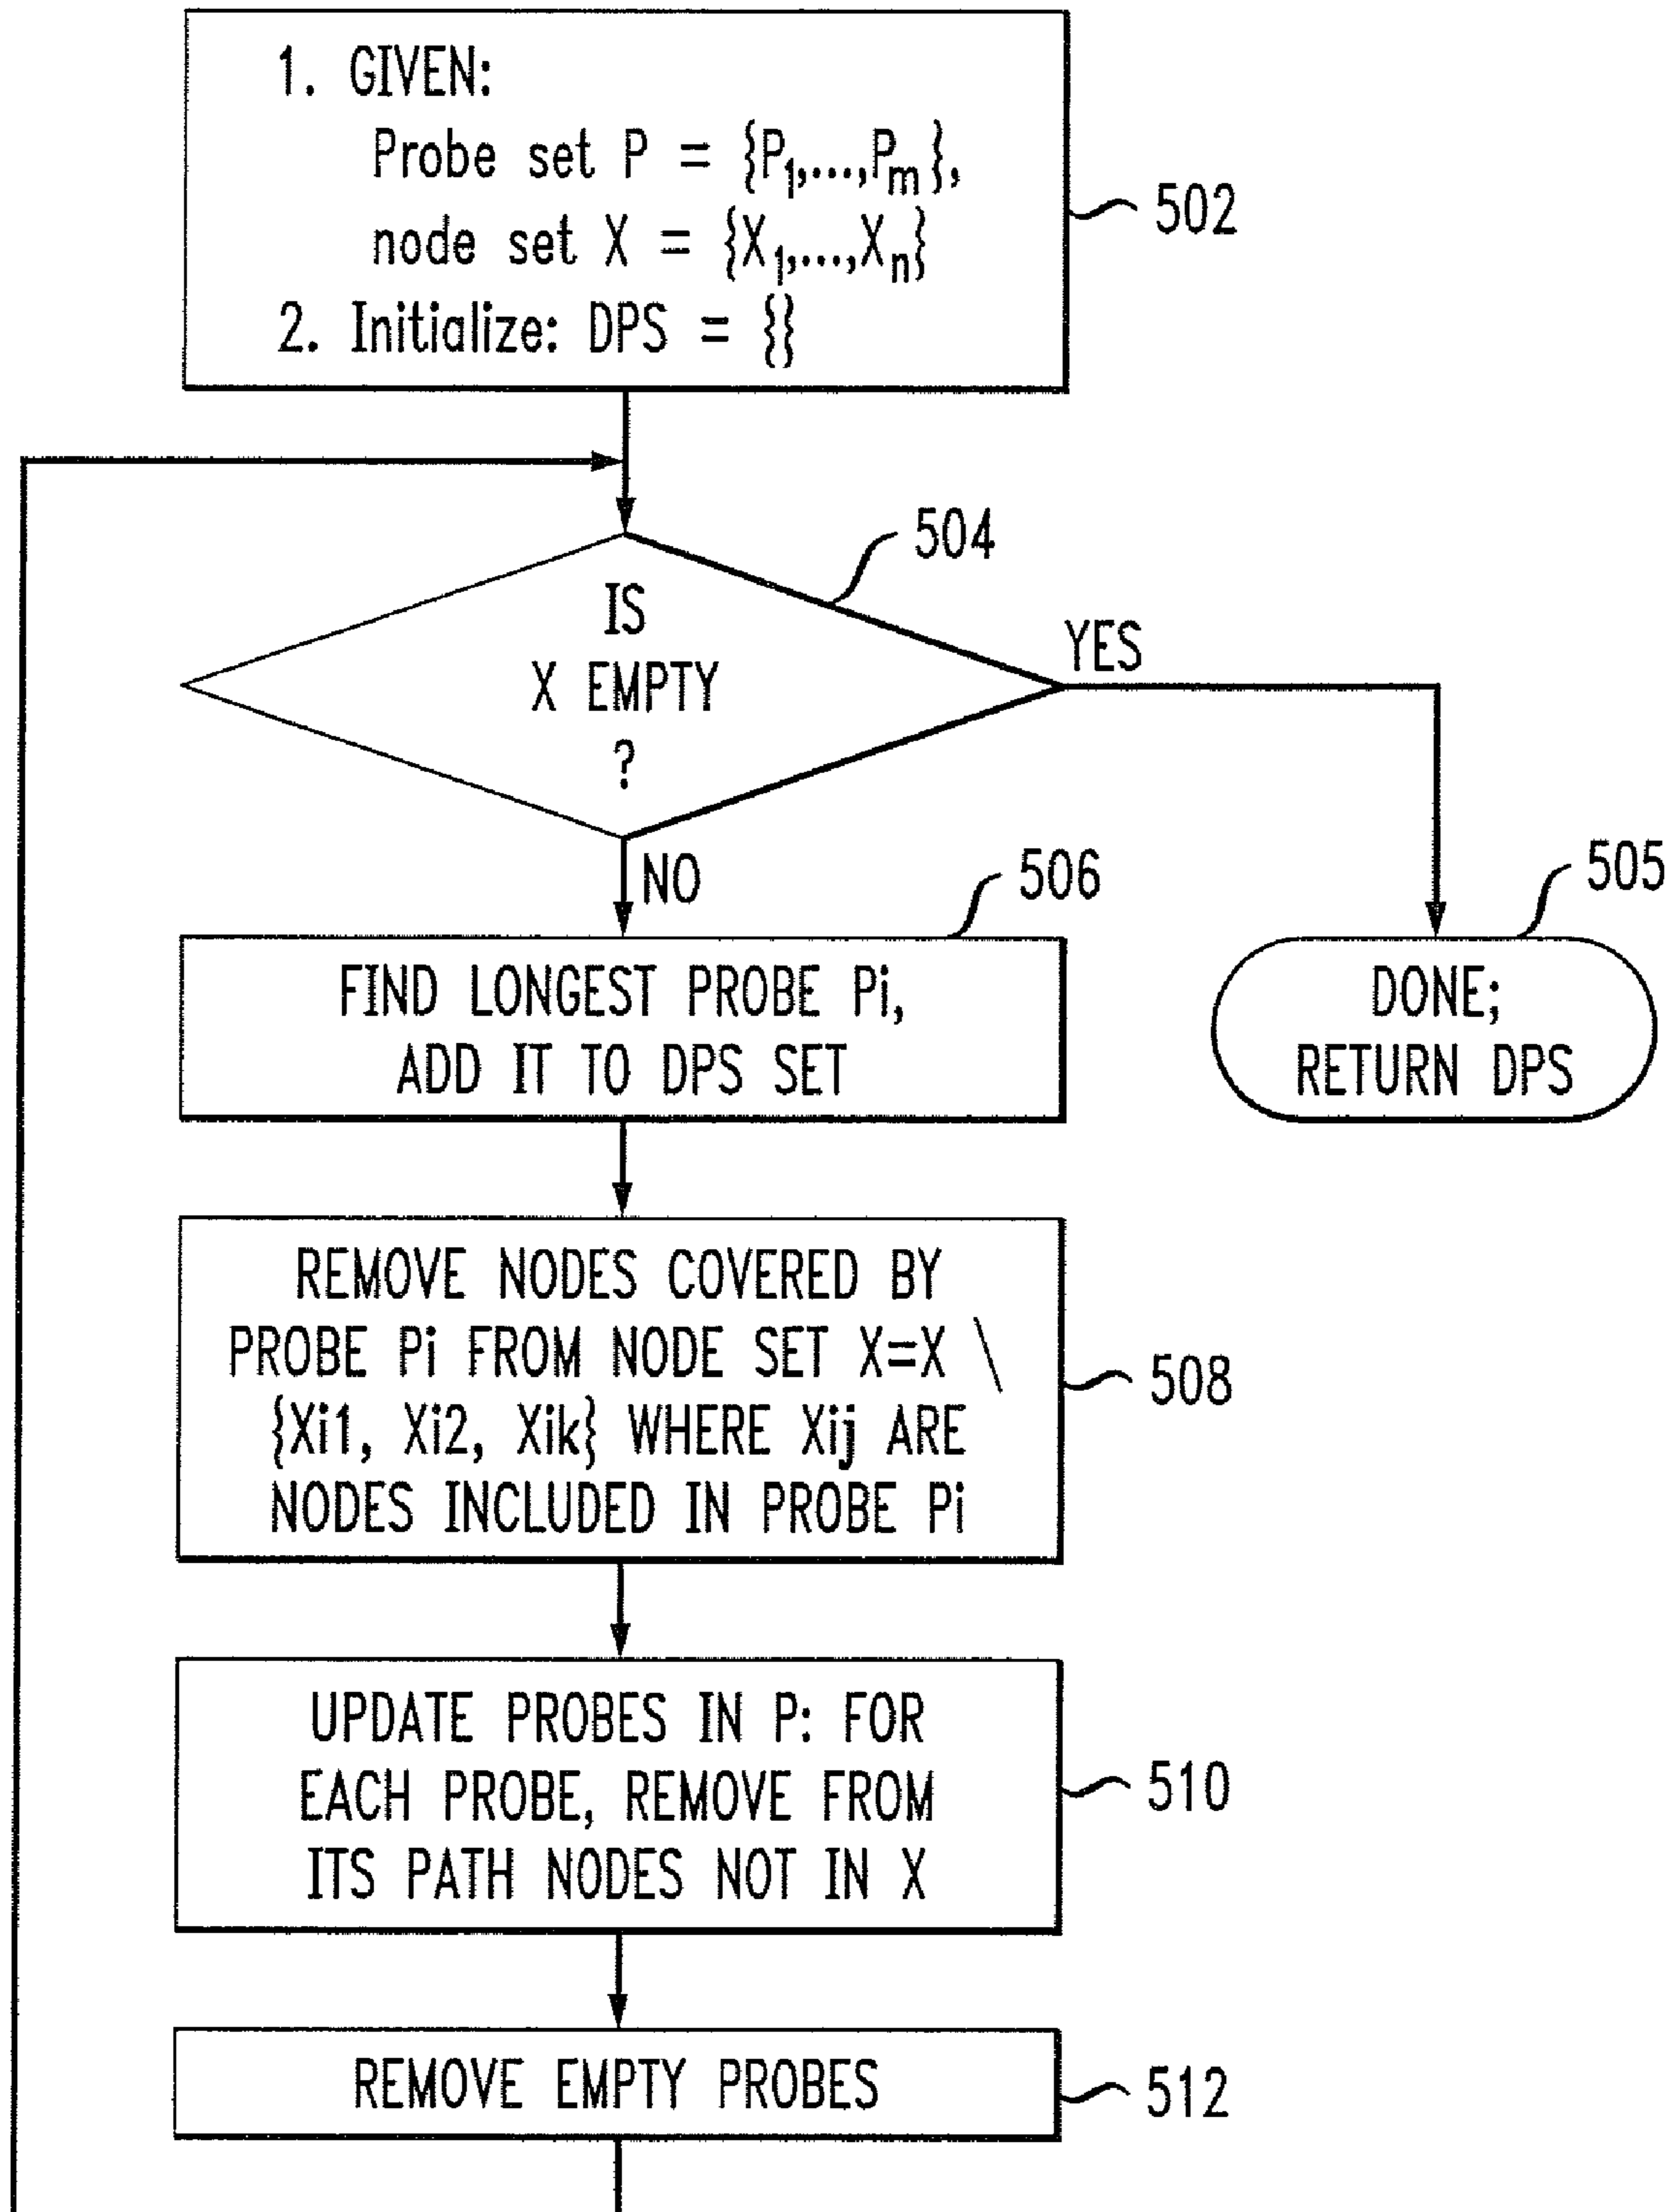 1. GIVEN:
Probe set P = {P1,...,Pm},
node set X = {X1,...,Xn}
2. Initialize: DPS = {}
502
504
IS
X EMPTY
?
YES
NO
506
505
FIND LONGEST PROBE Pi,
ADD IT TO DPS SET
DONE;
RETURN DPS
REMOVE NODES COVERED BY
PROBE Pi FROM NODE SET X=X \
{Xi1, Xi2, Xik} WHERE Xij ARE
NODES INCLUDED IN PROBE Pi
508
UPDATE PROBES IN P: FOR
EACH PROBE, REMOVE FROM
ITS PATH NODES NOT IN X
510
REMOVE EMPTY PROBES
512